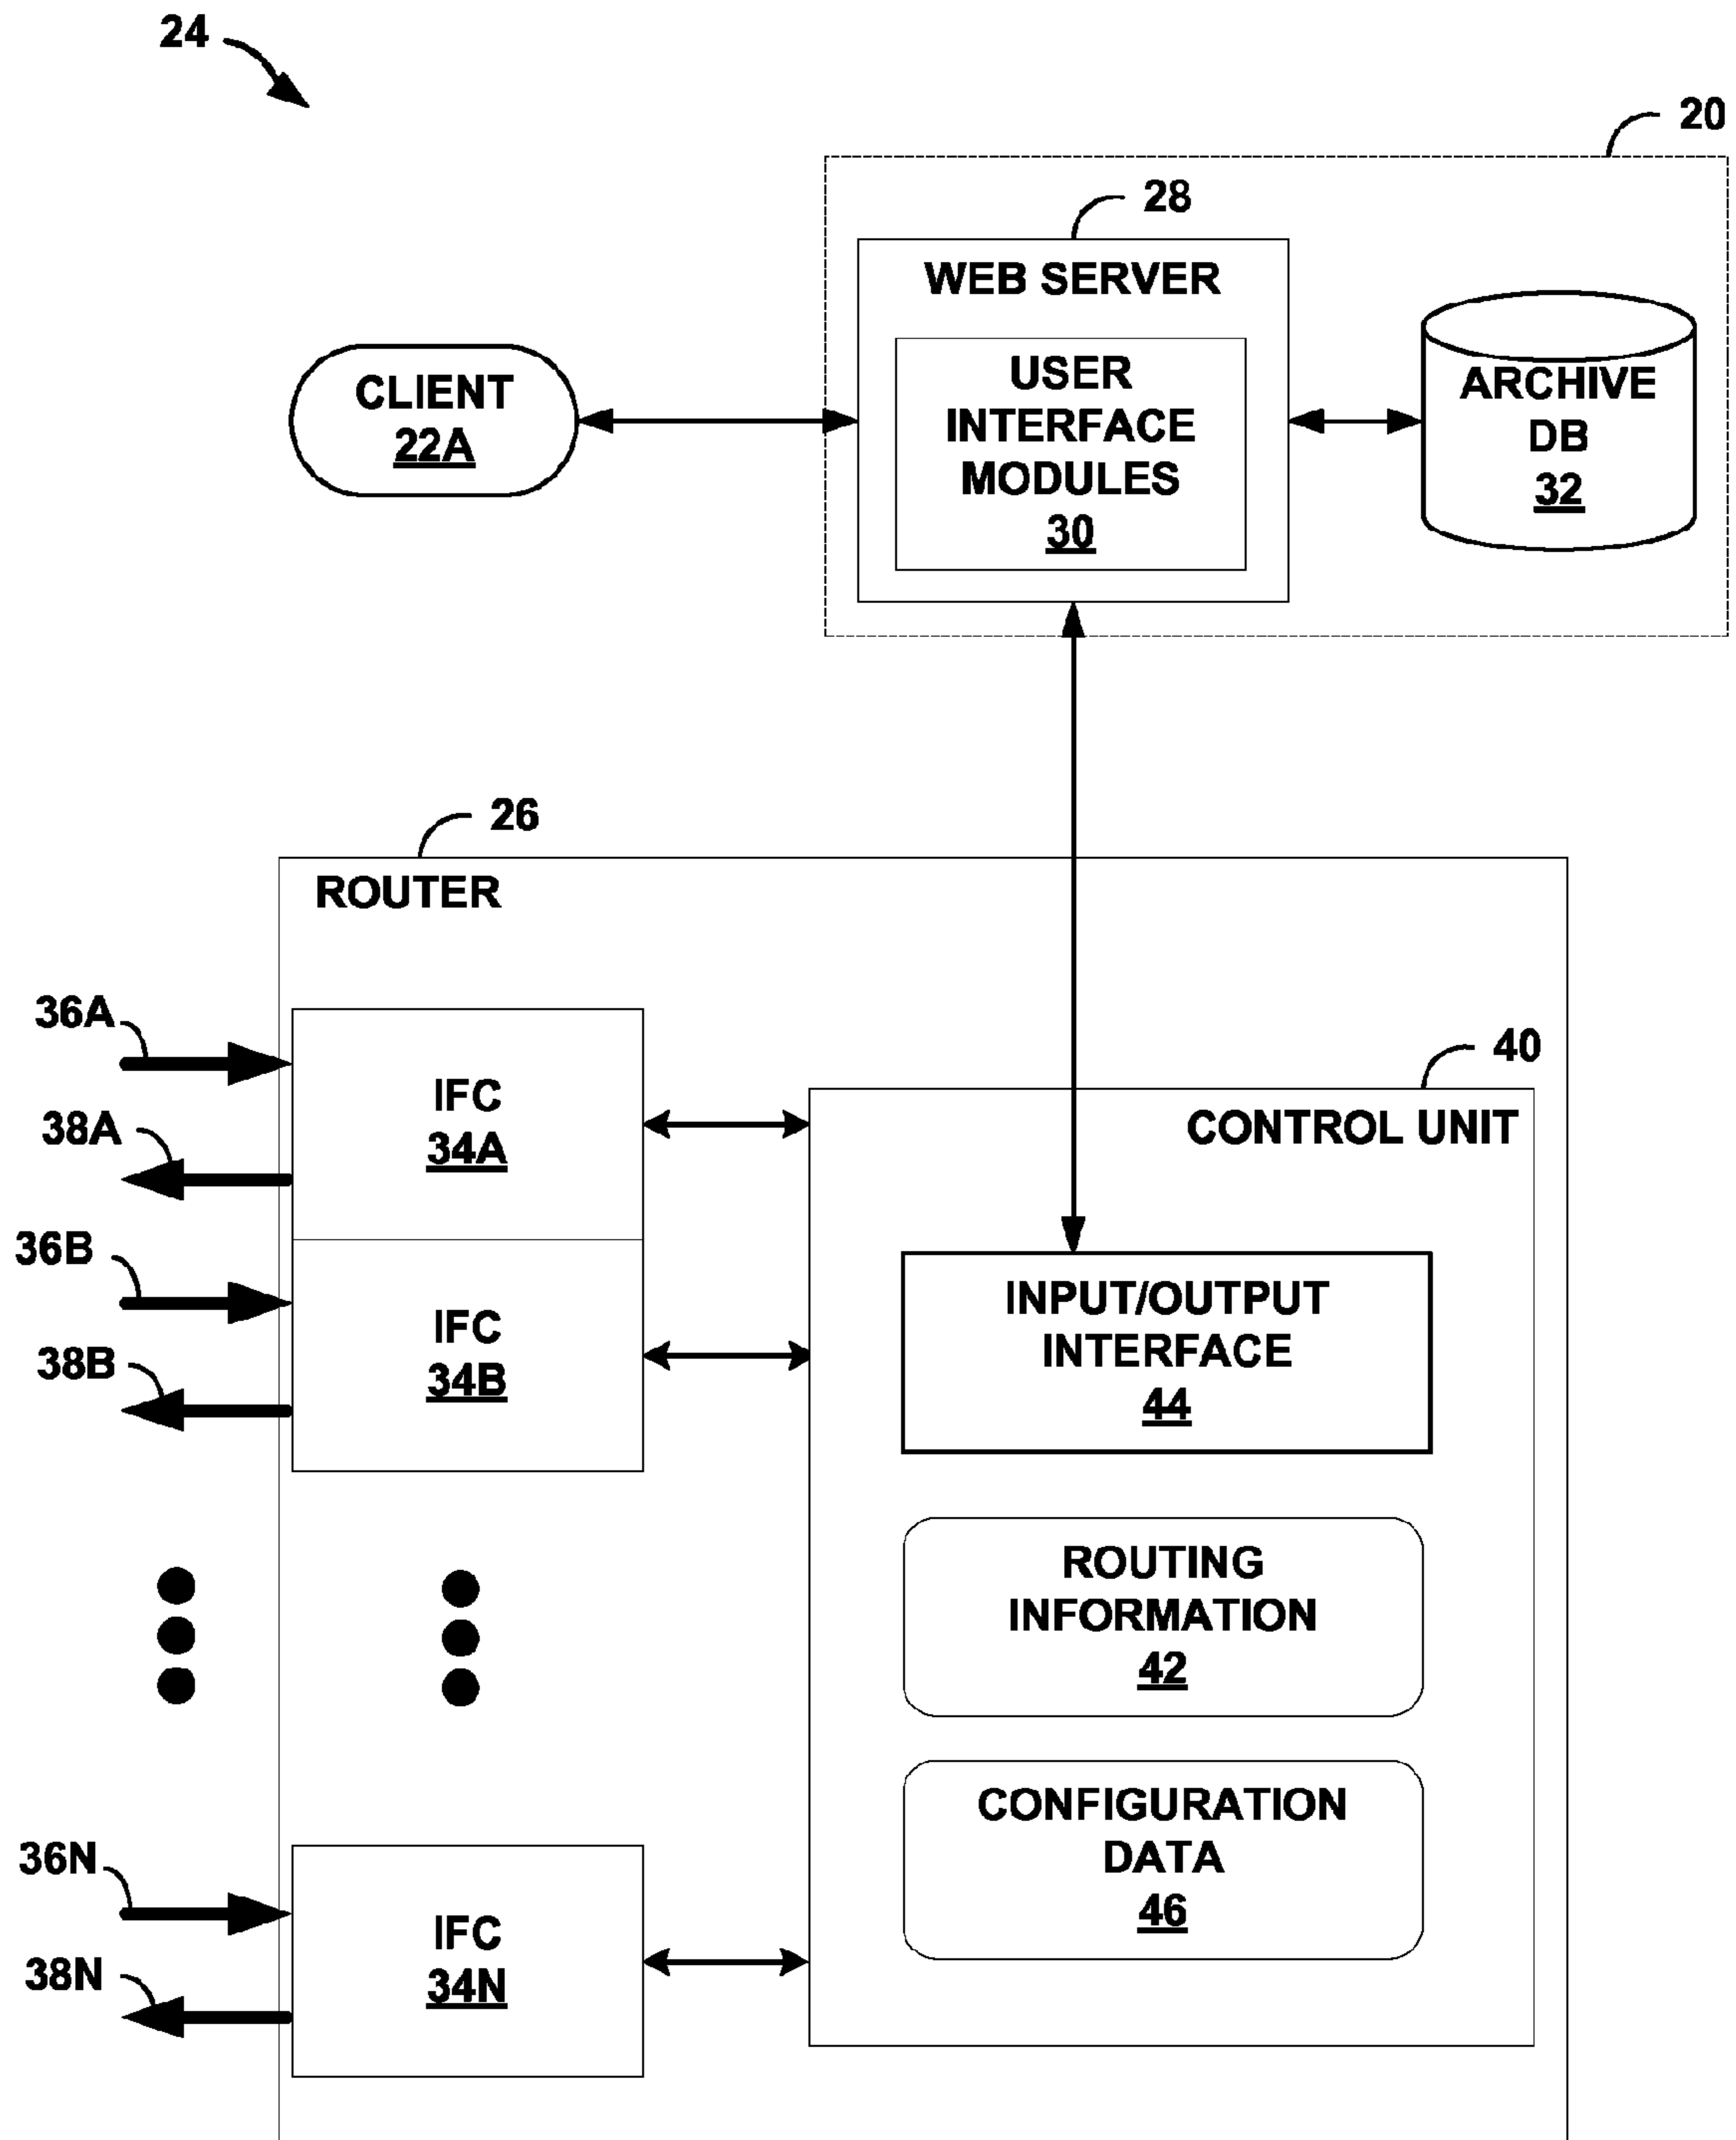 24
20
28
WEB SERVER
USER
INTERFACE
MODULES
30
ARCHIVE
DB
32
CLIENT
22A
26
ROUTER
36A
38A
36B
38B
IFC
34A
IFC
34B
40
CONTROL UNIT
INPUT/OUTPUT
INTERFACE
44
ROUTING
INFORMATION
42
CONFIGURATION
DATA
46
36N
38N
IFC
34N